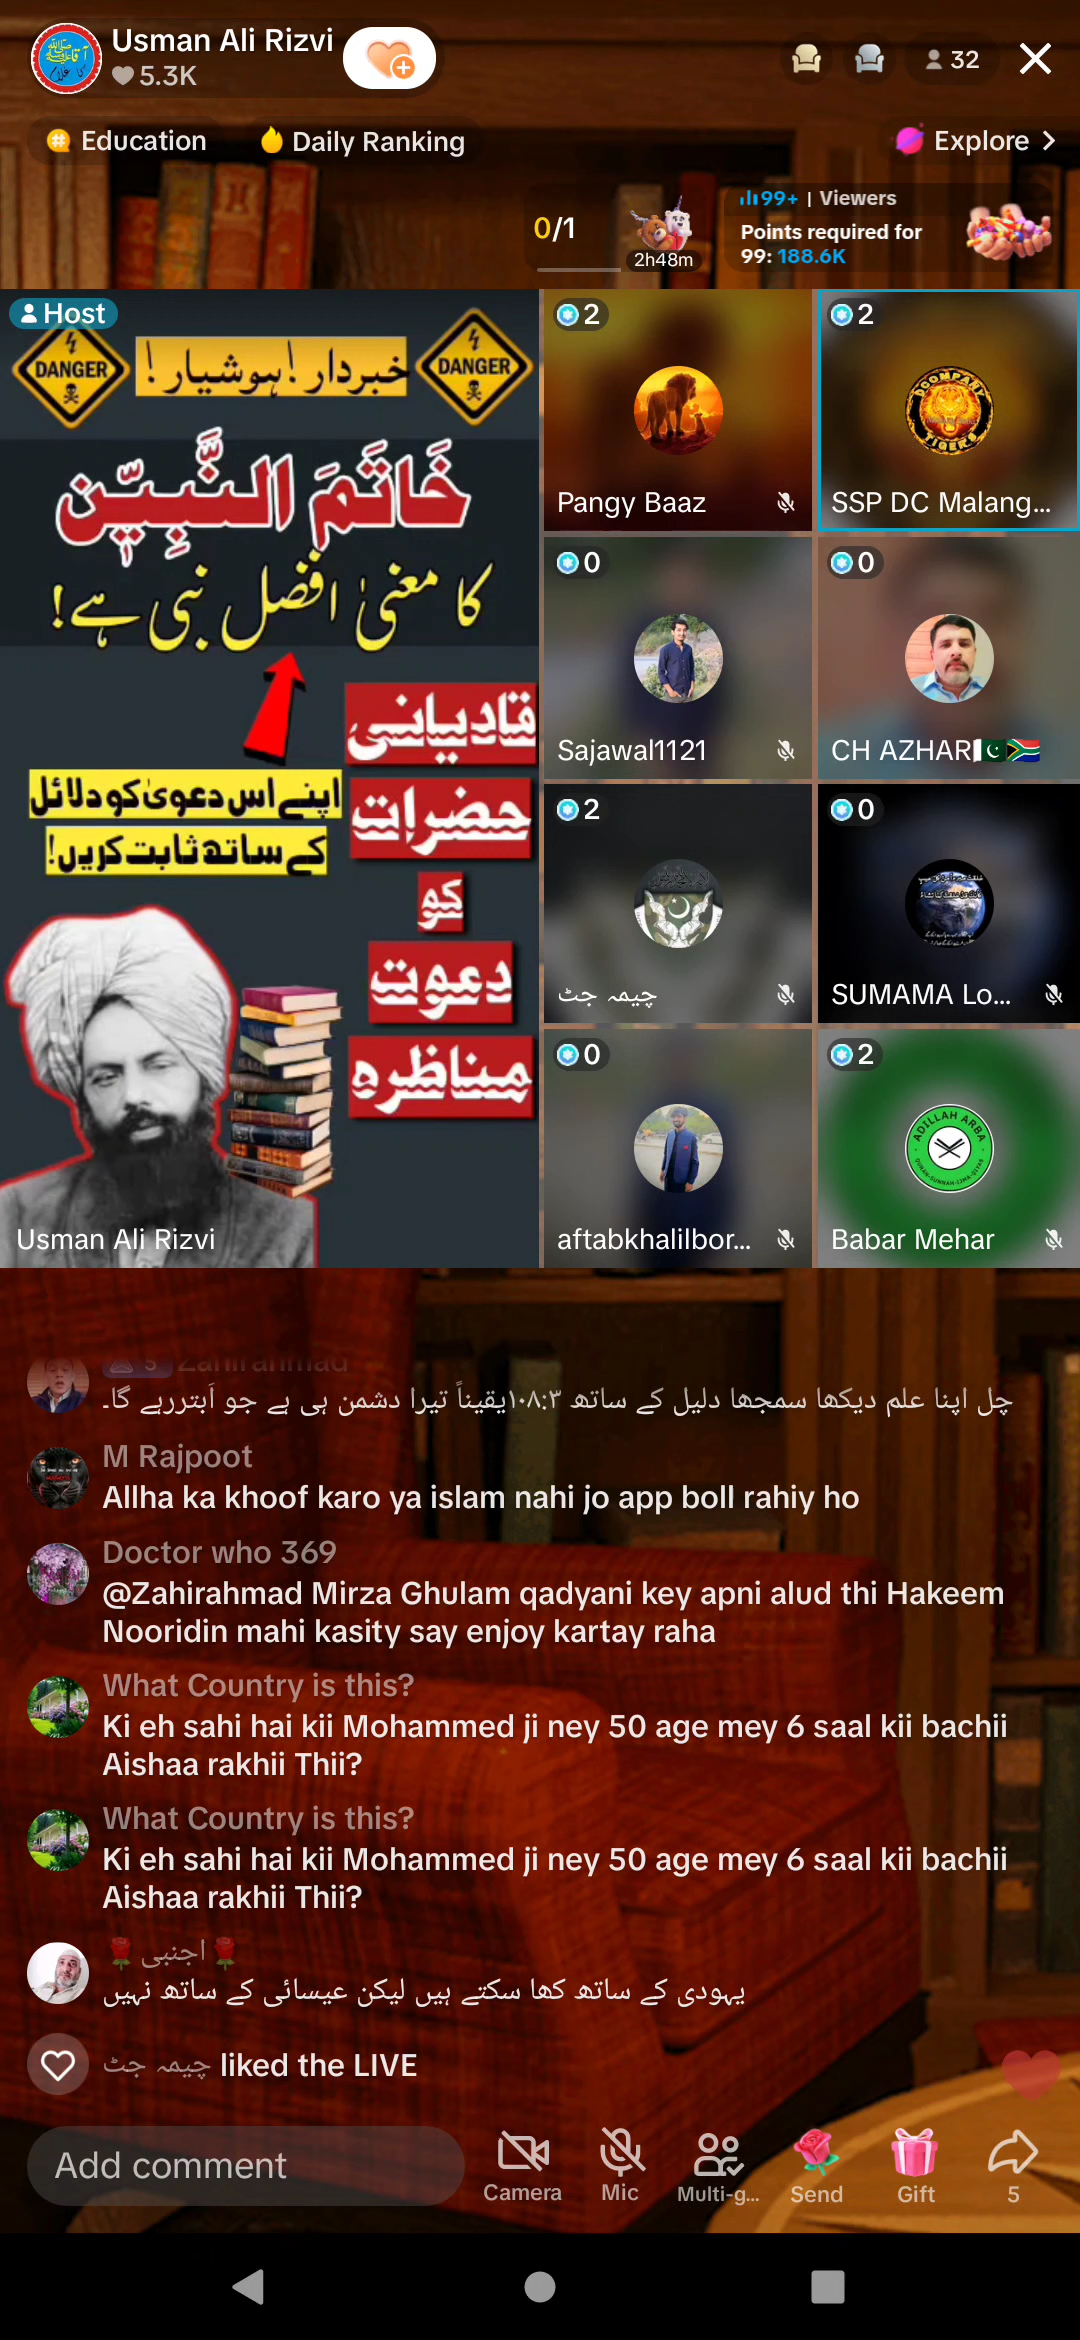 Usman Ali Rizvi
5.3K
32
Education
Daily Ranking
Explore
0/1
2h48m
99+ | Viewers
Points required for
99: 188.6K
Host
DANGER
خبردار !ہوشیار !
DANGER
خَاتَمَ النَّبِیّٖن
کا معنیٰ افضل نبی ہے!
قادیانی
اپنے اس دعویٰ کو دلائل
حضرات
کے ساتھ ثابت کریں!
کو
دعوت
مناظرہ
Usman Ali Rizvi
2
Pangy Baaz
2
DOOMPANY
TIGERS
SSP DC Malang...
0
Sajawal1121
0
CH AZHAR
2
چیمہ جٹ
0
SUMAMA Lo...
0
aftabkhalilbor...
2
ADILLAH ARBA
QURAN-SUNNAH-IJMA-QIYAS
Babar Mehar
5 Zahirahmad
چل اپنا علم دیکھا سمجھا دلیل کے ساتھ ۱۰۸:۳یقیناً تیرا دشمن ہی ہے جو اَبتررہے گا۔
M Rajpoot
Allha ka khoof karo ya islam nahi jo app boll rahiy ho
Doctor who 369
@Zahirahmad Mirza Ghulam qadyani key apni alud thi Hakeem
Nooridin mahi kasity say enjoy kartay raha
What Country is this?
Ki eh sahi hai kii Mohammed ji ney 50 age mey 6 saal kii bachii
Aishaa rakhii Thii?
What Country is this?
Ki eh sahi hai kii Mohammed ji ney 50 age mey 6 saal kii bachii
Aishaa rakhii Thii?
🌹اجنبی🌹
یہودی کے ساتھ کھا سکتے ہیں لیکن عیسائی کے ساتھ نہیں
چیمہ جٹ liked the LIVE
Add comment
Camera
Mic
Multi-g...
Send
Gift
5